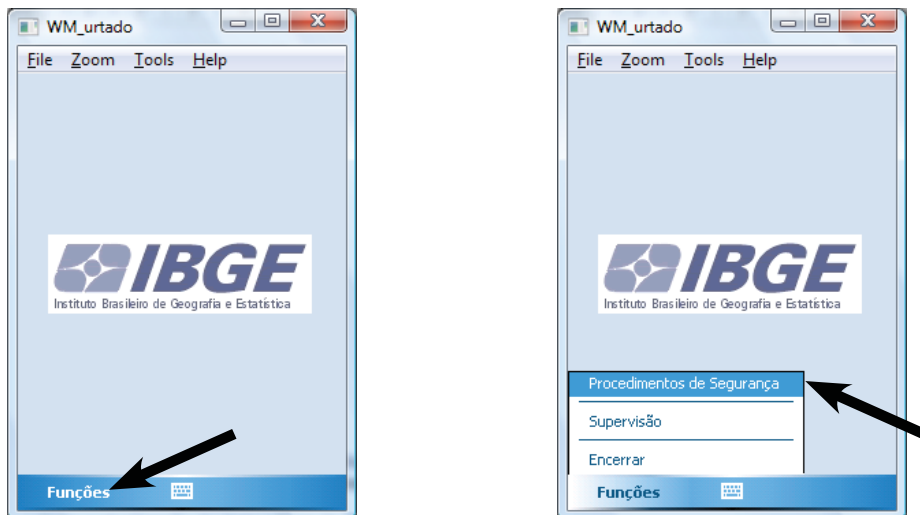 WM_urtado
File Zoom Tools Help
IBGE
Instituto Brasileiro de Geografia e Estatística
Funções
WM_urtado
File Zoom Tools Help
IBGE
Instituto Brasileiro de Geografia e Estatística
Procedimentos de Segurança
Supervisão
Encerrar
Funções